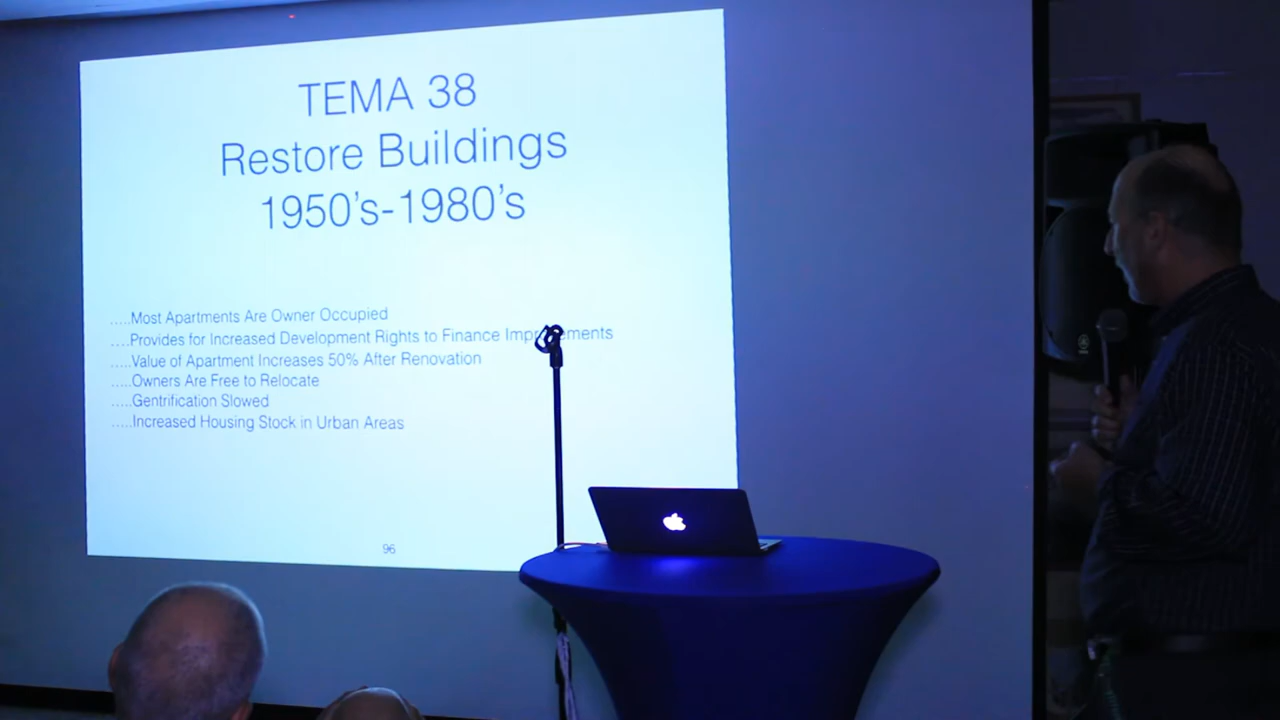 TEMA 38
Restore Buildings
1950's-1980's
.....Most Apartments Are Owner Occupied
....Provides for Increased Development Rights to Finance Improvements
.....Value of Apartment Increases 50% After Renovation
.....Owners Are Free to Relocate
.....Gentrification Slowed
.....Increased Housing Stock in Urban Areas
96